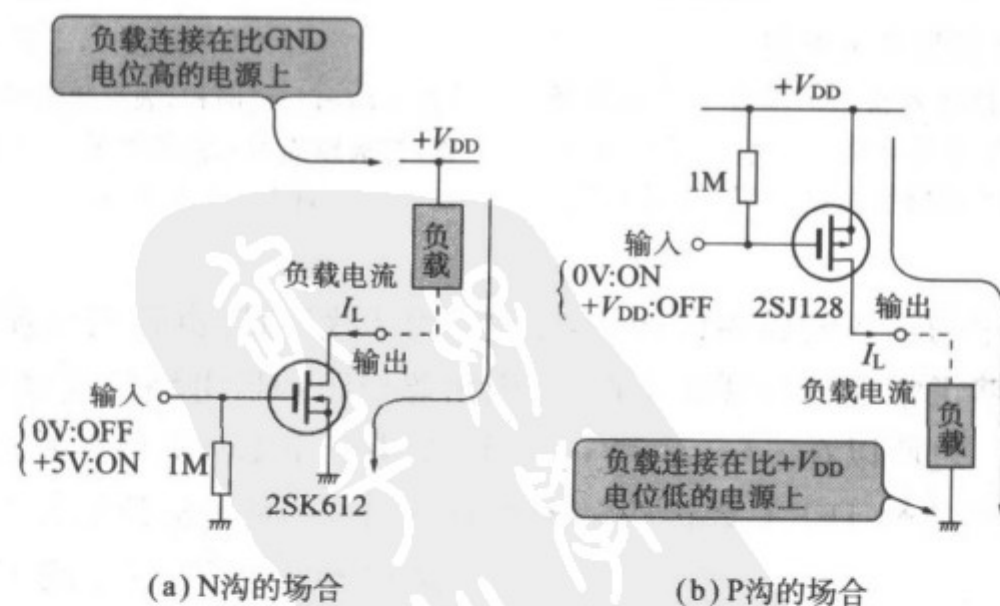 负载连接在比GND
电位高的电源上
+VDD
负载
负载电流
IL
输出
输入
0V:OFF
+5V:ON
1M
2SK612
(a) N沟的场合
+VDD
1M
输入
0V:ON
+VDD:OFF
2SJ128
输出
IL
负载电流
负载
负载连接在比+VDD
电位低的电源上
(b) P沟的场合